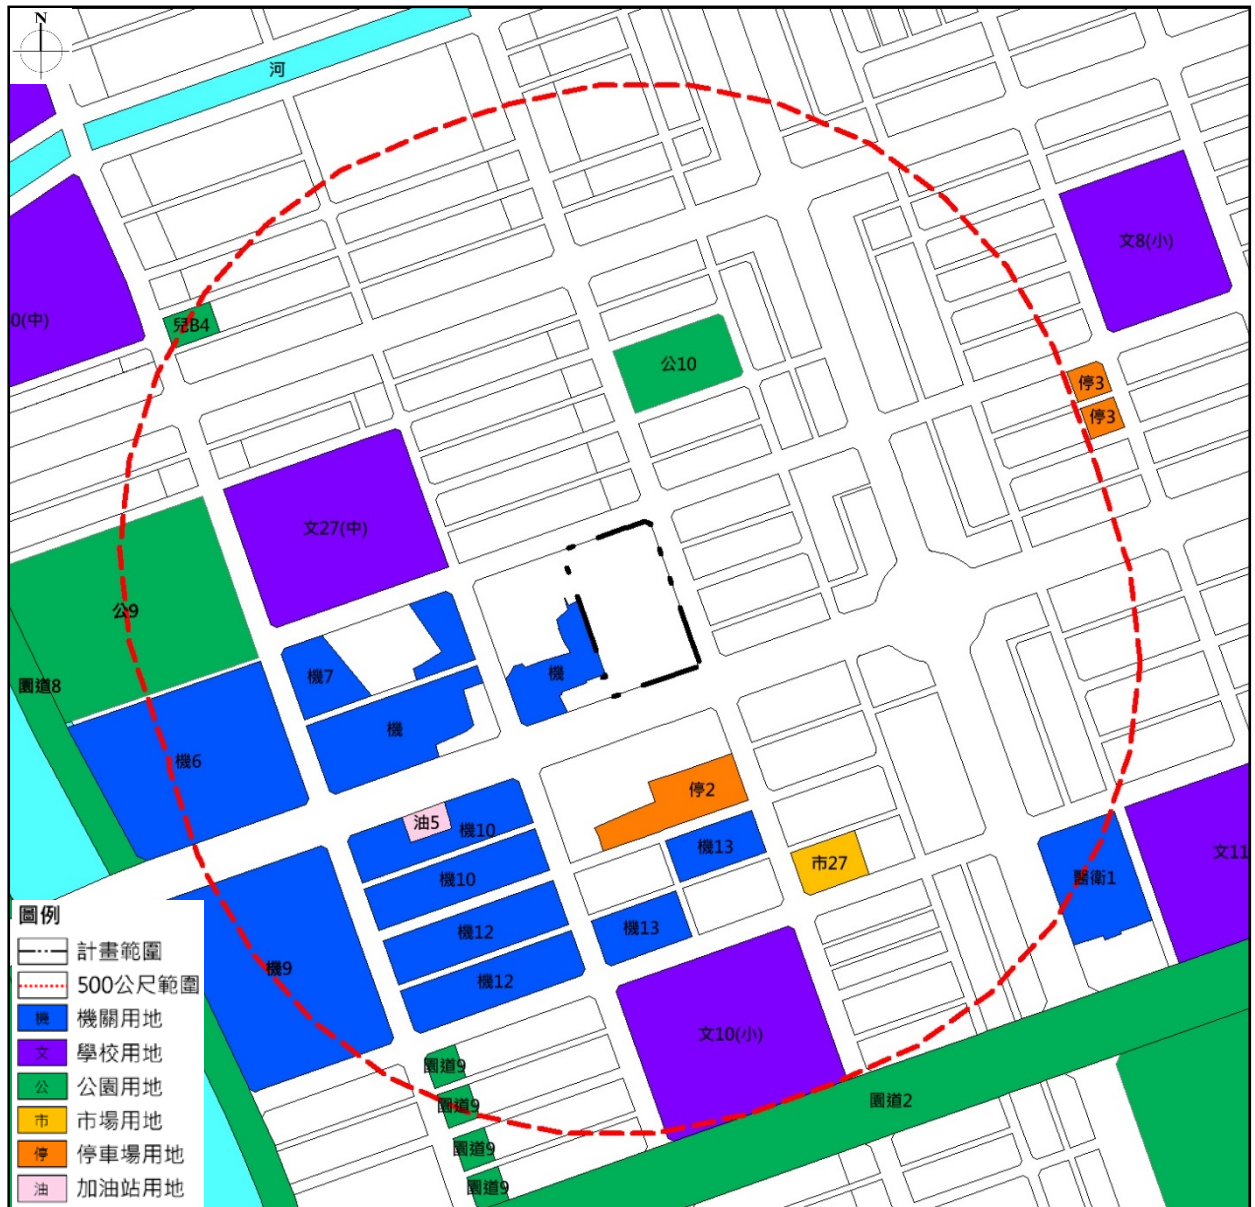 N
河
文8(小)
0(中)
兒B4
公10
停3
停3
文27(中)
公9
園道8
機7
機
機
機6
停2
油5
機10
機13
機10
市27
文11
醫衛1
機13
機12
機9
機12
文10(小)
園道9
園道9
園道2
園道9
園道9
圖例
計畫範圍
500公尺範圍
機 機關用地
文 學校用地
公 公園用地
市 市場用地
停 停車場用地
油 加油站用地